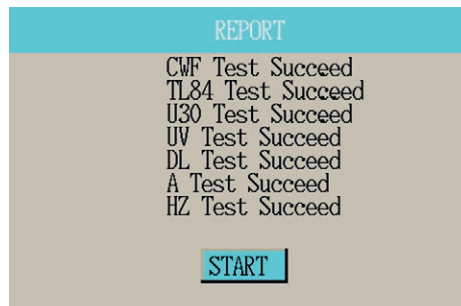 REPORT
CWF Test Succeed
TL84 Test Succeed
U30 Test Succeed
UV Test Succeed
DL Test Succeed
A Test Succeed
HZ Test Succeed
START